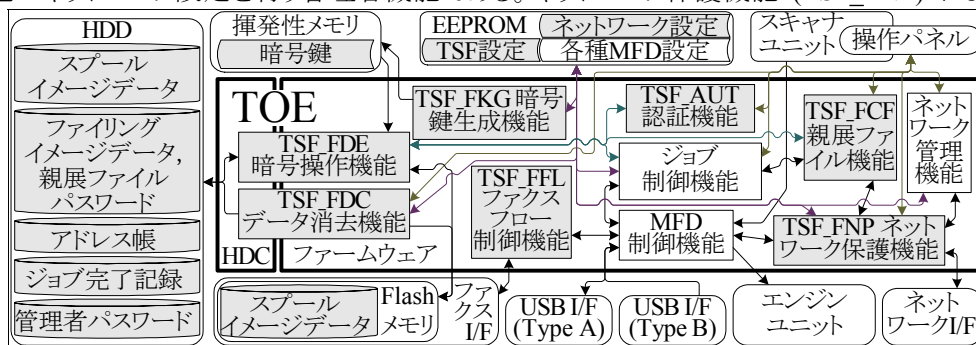 HDD
スプール
イメージデータ
ファイリング
イメージデータ,
親展ファイル
パスワード
アドレス帳
ジョブ完了記録
管理者パスワード
揮発性メモリ
暗号鍵
EEPROM
ネットワーク設定
TSF設定
各種MFD設定
スキャナ
ユニット
操作パネル
TOE
HDC
ファームウェア
TSF_FKG 暗号
鍵生成機能
TSF_AUT
認証機能
TSF_FCF
親展ファ
イル機能
ネット
ワーク
管理
機能
TSF_FDE
暗号操作機能
TSF_FDC
データ消去機能
TSF_FFL
ファクス
フロー
制御機能
ジョブ
制御機能
MFD
制御機能
TSF_FNP ネット
ワーク保護機能
スプール
イメージデータ
Flash
メモリ
ファ
クス
I/F
USB I/F
(Type A)
USB I/F
(Type B)
エンジン
ユニット
ネット
ワークI/F